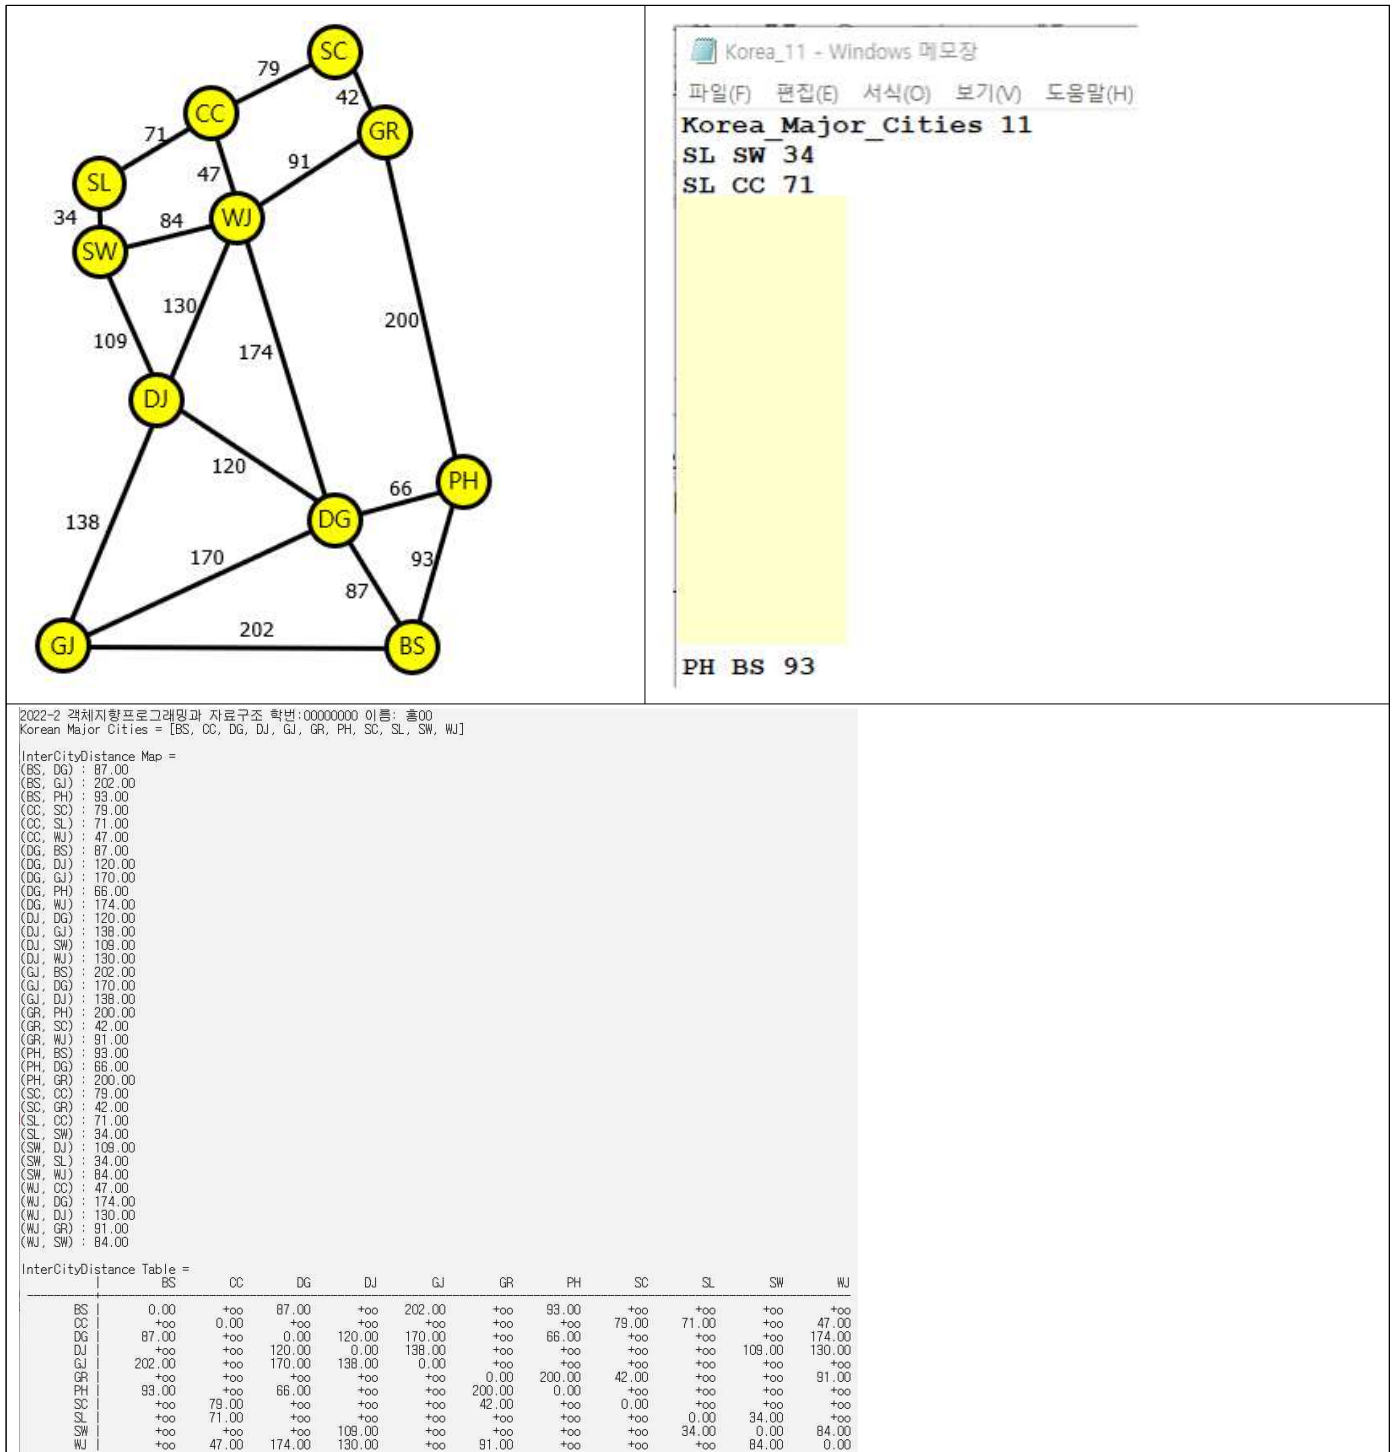 SC
79
42
CC
GR
71
91
47
SL
34
84
WJ
SW
130
200
109
174
DJ
120
PH
66
138
DG
170
93
87
202
GJ
BS
Korea_11 - Windows 메모장
파일(F) 편집(E) 서식(O) 보기(V) 도움말(H)
Korea_Major_Cities 11
SL SW 34
SL CC 71
PH BS 93
2022-2 객체지향프로그래밍과 자료구조 학번:00000000 이름: 홍00
Korean Major Cities = [BS, CC, DG, DJ, GJ, GR, PH, SC, SL, SW, WJ]
InterCityDistance Map =
(BS, DG) : 87.00
(BS, GJ) : 202.00
(BS, PH) : 93.00
(CC, SC) : 79.00
(CC, SL) : 71.00
(CC, WJ) : 47.00
(DG, BS) : 87.00
(DG, DJ) : 120.00
(DG, GJ) : 170.00
(DG, PH) : 66.00
(DG, WJ) : 174.00
(DJ, DG) : 120.00
(DJ, GJ) : 138.00
(DJ, SW) : 109.00
(DJ, WJ) : 130.00
(GJ, BS) : 202.00
(GJ, DG) : 170.00
(GJ, DJ) : 138.00
(GR, PH) : 200.00
(GR, SC) : 42.00
(GR, WJ) : 91.00
(PH, BS) : 93.00
(PH, DG) : 66.00
(PH, GR) : 200.00
(SC, CC) : 79.00
(SC, GR) : 42.00
(SL, CC) : 71.00
(SL, SW) : 34.00
(SW, DJ) : 109.00
(SW, SL) : 34.00
(SW, WJ) : 84.00
(WJ, CC) : 47.00
(WJ, DG) : 174.00
(WJ, DJ) : 130.00
(WJ, GR) : 91.00
(WJ, SW) : 84.00
InterCityDistance Table =
| BS CC DG DJ GJ GR PH SC SL SW WJ
BS | 0.00 +oo 87.00 +oo 202.00 +oo 93.00 +oo +oo +oo +oo
CC | +oo 0.00 +oo +oo +oo +oo +oo 79.00 71.00 +oo 47.00
DG | 87.00 +oo 0.00 120.00 170.00 +oo 66.00 +oo +oo +oo 174.00
DJ | +oo +oo 120.00 0.00 138.00 +oo +oo +oo +oo 109.00 130.00
GJ | 202.00 +oo 170.00 138.00 0.00 +oo +oo +oo +oo +oo +oo
GR | +oo +oo +oo +oo +oo 0.00 200.00 42.00 +oo +oo 91.00
PH | 93.00 +oo 66.00 +oo +oo 200.00 0.00 +oo +oo +oo +oo
SC | +oo 79.00 +oo +oo +oo 42.00 +oo 0.00 +oo +oo +oo
SL | +oo 71.00 +oo +oo +oo +oo +oo +oo 0.00 34.00 +oo
SW | +oo +oo +oo 109.00 +oo +oo +oo +oo 34.00 0.00 84.00
WJ | +oo 47.00 174.00 130.00 +oo 91.00 +oo +oo +oo 84.00 0.00